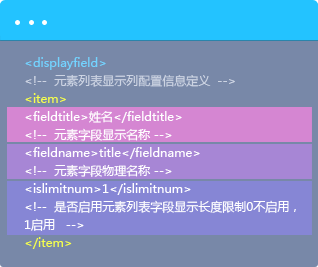 <displayfield>
<!-- 元素列表显示列配置信息定义 -->
<item>
<fieldtitle>姓名</fieldtitle>
<!-- 元素字段显示名称 -->
<fieldname>title</fieldname>
<!-- 元素字段物理名称 -->
<islimitnum>1</islimitnum>
<!-- 是否启用元素列表字段显示长度限制0不启用，
1启用 -->
</item>